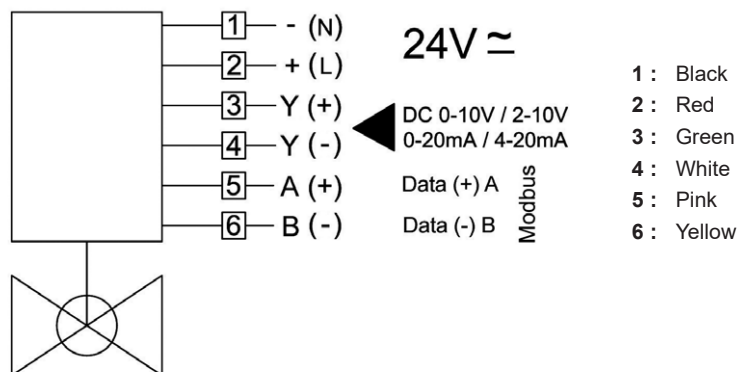 1 - (N)
2 + (L)
3 Y (+)
4 Y (-)
5 A (+)
6 B (-)
24V ≂
DC 0-10V / 2-10V
0-20mA / 4-20mA
Data (+) A
Data (-) B
Modbus
1 : Black
2 : Red
3 : Green
4 : White
5 : Pink
6 : Yellow